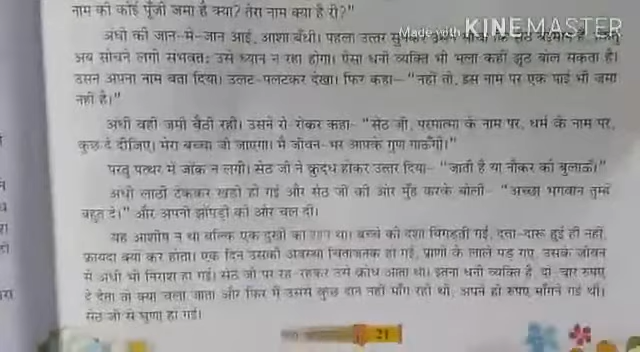 नाम की कोई पूँजी जमा है क्या? तेरा नाम क्या है री?"
Made with KINEMASTER
अंधी की जान-मे-जान आई, आशा बँधी। पहला उत्तर सुनकर उसने सोचा कि सेठ
अब सोचने लगी संभवतः उसे ध्यान न रहा होगा। ऐसा धनी व्यक्ति भी भला कहीं झूठ बोल सकता है।
उसने अपना नाम बता दिया। उलट-पलटकर देखा। फिर कहा- "नहीं तो, इस नाम पर एक पाई भी जमा
नहीं है।"
अंधी वहीं जमी बैठी रही। उसने रो-रोकर कहा- "सेठ जी, परमात्मा के नाम पर, धर्म के नाम पर,
कुछ दे दीजिए। मेरा बच्चा जी जाएगा। मैं जीवन-भर आपके गुण गाऊँगी।"
परंतु पत्थर में जोंक न लगी। सेठ जी ने क्रुद्ध होकर उत्तर दिया- "जाती है या नौकर को बुलाऊँ।"
अंधी लाठी टेककर खड़ी हो गई और सेठ जी की ओर मुँह करके बोली- "अच्छा भगवान तुम्हें
बहुत दे।" और अपनी झोंपड़ी की ओर चल दी।
यह आशीष न था बल्कि एक दुखी का शाप था। बच्चे की दशा बिगड़ती गई, दवा-दारू हुई ही नहीं,
फ़ायदा क्या कर होता। एक दिन उसकी अवस्था चिंताजनक हो गई, प्राणों के लाले पड़ गए, उसके जीवन
से अंधी भी निराश हो गई। सेठ जी पर रह-रहकर उसे क्रोध आता था। इतना धनी व्यक्ति है, दो-चार रुपए
दे देता तो क्या चला जाता और फिर मैं उससे कुछ दान नहीं माँग रही थी, अपने ही रुपए माँगने गई थी।
सेठ जी से घृणा हो गई।
21